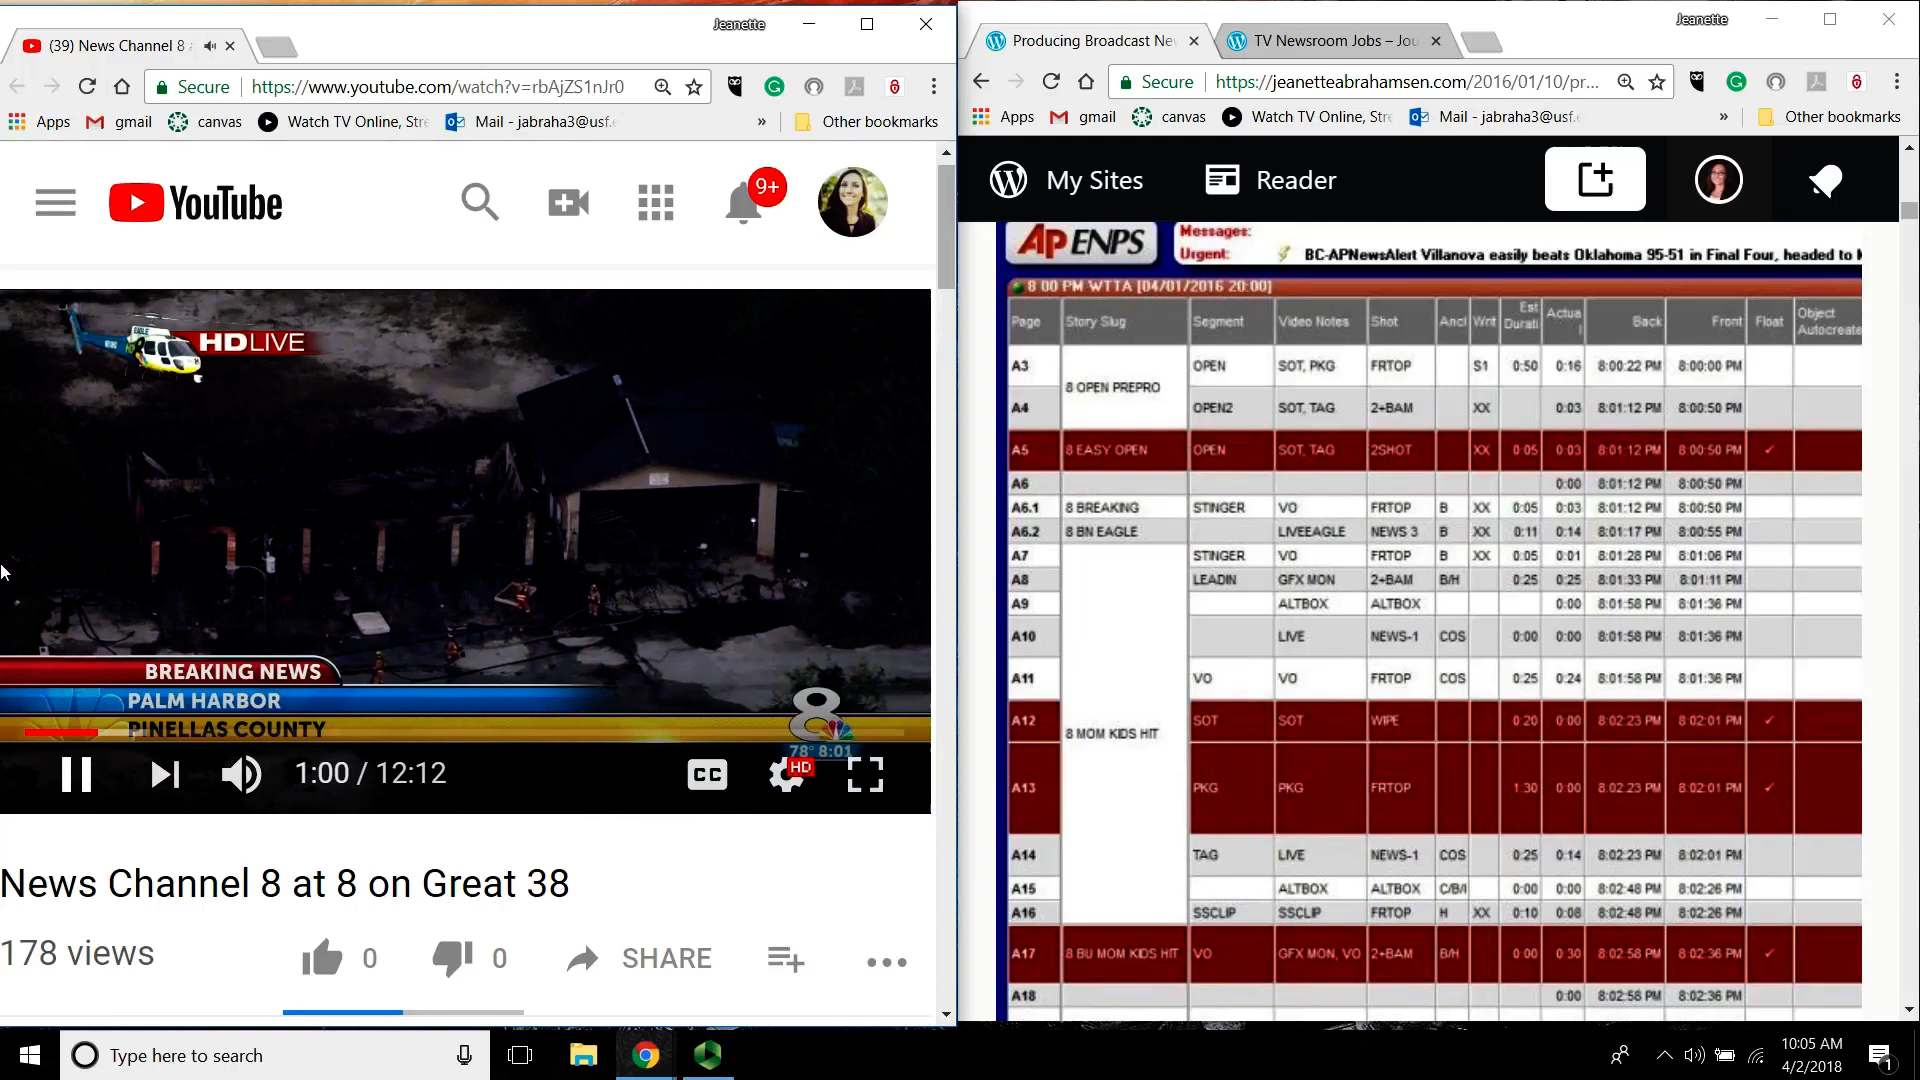 Jeanette
(39) News Channel 8
Secure https://www.youtube.com/watch?v=rbAjZS1nJr0
Apps gmail canvas Watch TV Online, Stre Mail - jabraha3@usf.e » Other bookmarks
YouTube 9+
EAGLE
HD LIVE
BREAKING NEWS
PALM HARBOR
PINELLAS COUNTY
8
78° 8:01
1:00 / 12:12 CC HD
News Channel 8 at 8 on Great 38
178 views 0 0 SHARE
Jeanette
Producing Broadcast Nev TV Newsroom Jobs – Jou
Secure https://jeanetteabrahamsen.com/2016/01/10/pr...
Apps gmail canvas Watch TV Online, Stre Mail - jabraha3@usf.e » Other bookmarks
My Sites Reader
AP ENPS Messages:
Urgent: BC-APNewsAlert Villanova easily beats Oklahoma 95-51 in Final Four, headed to
8 00 PM WTTA [04/01/2016 20:00]
Page Story Slug Segment Video Notes Shot Ancl Writ Est Durati Actua l Back Front Float Object Autocreate
A3 8 OPEN PREPRO OPEN SOT, PKG FRTOP S1 0:50 0:16 8:00:22 PM 8:00:00 PM
A4 OPEN2 SOT, TAG 2+BAM XX 0:03 8:01:12 PM 8:00:50 PM
A5 8 EASY OPEN OPEN SOT, TAG 2SHOT XX 0:05 0:03 8:01:12 PM 8:00:50 PM ✓
A6 0:00 8:01:12 PM 8:00:50 PM
A6.1 8 BREAKING STINGER VO FRTOP B XX 0:05 0:03 8:01:12 PM 8:00:50 PM
A6.2 8 BN EAGLE LIVEEAGLE NEWS 3 B XX 0:11 0:14 8:01:17 PM 8:00:55 PM
A7 STINGER VO FRTOP B XX 0:05 0:01 8:01:28 PM 8:01:06 PM
A8 LEADIN GFX MON 2+BAM B/H 0:25 0:25 8:01:33 PM 8:01:11 PM
A9 ALTBOX ALTBOX 0:00 8:01:58 PM 8:01:36 PM
A10 LIVE NEWS-1 COS 0:00 0:00 8:01:58 PM 8:01:36 PM
A11 VO VO FRTOP COS 0:25 0:24 8:01:58 PM 8:01:36 PM
A12 8 MOM KIDS HIT SOT SOT WIPE 0:20 0:00 8:02:23 PM 8:02:01 PM ✓
A13 PKG PKG FRTOP 1:30 0:00 8:02:23 PM 8:02:01 PM ✓
A14 TAG LIVE NEWS-1 COS 0:25 0:14 8:02:23 PM 8:02:01 PM
A15 ALTBOX ALTBOX C/B/I 0:00 0:00 8:02:48 PM 8:02:26 PM
A16 SSCLIP SSCLIP FRTOP H XX 0:10 0:08 8:02:48 PM 8:02:26 PM
A17 8 BU MOM KIDS HIT VO GFX MON, VO 2+BAM B/H 0:00 0:30 8:02:58 PM 8:02:36 PM ✓
A18 0:00 8:02:58 PM 8:02:36 PM
Type here to search
10:05 AM
4/2/2018
1